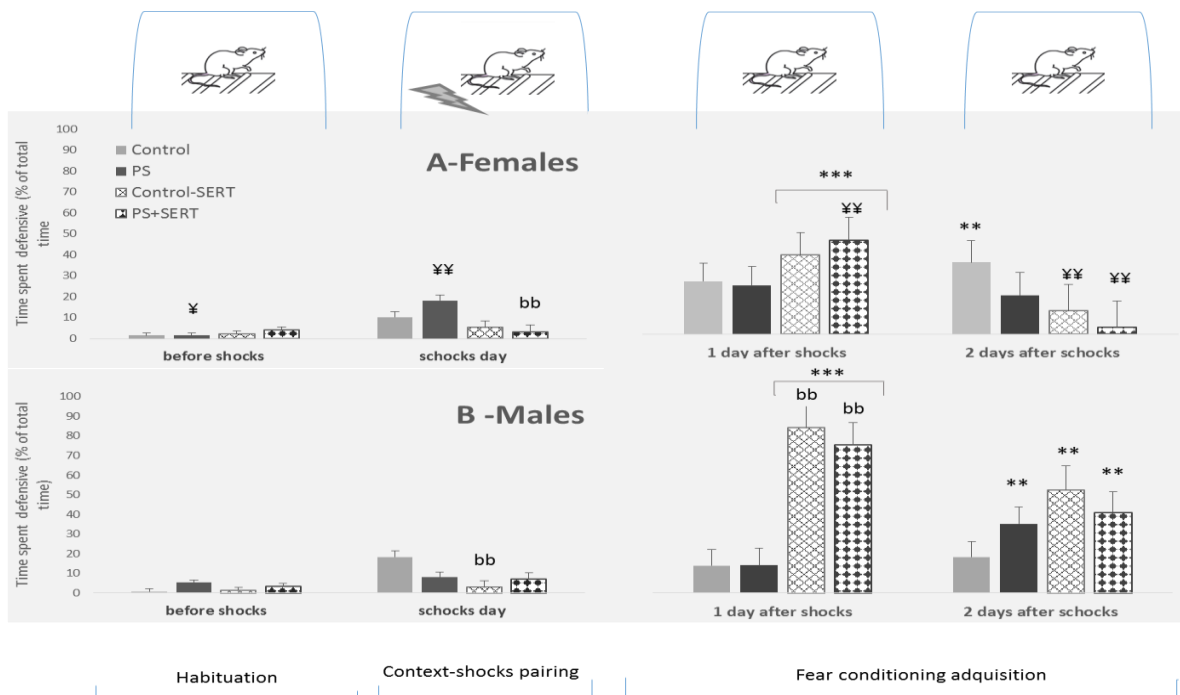 100
90
80
70
60
50
40
30
20
10
0
Time spent defensive (% of total
time
Control
PS
Control-SERT
PS+SERT
A-Females
¥
¥¥
bb
***
¥¥
**
¥¥
¥¥
before shocks
schocks day
1 day after shocks
2 days after schocks
100
90
80
70
60
50
40
30
20
10
0
Time spent defensive (% of total
time)
B -Males
bb
***
bb
bb
**
**
**
before shocks
schocks day
1 day after shocks
2 days after schocks
Habituation
Context-shocks pairing
Fear conditioning adquisition